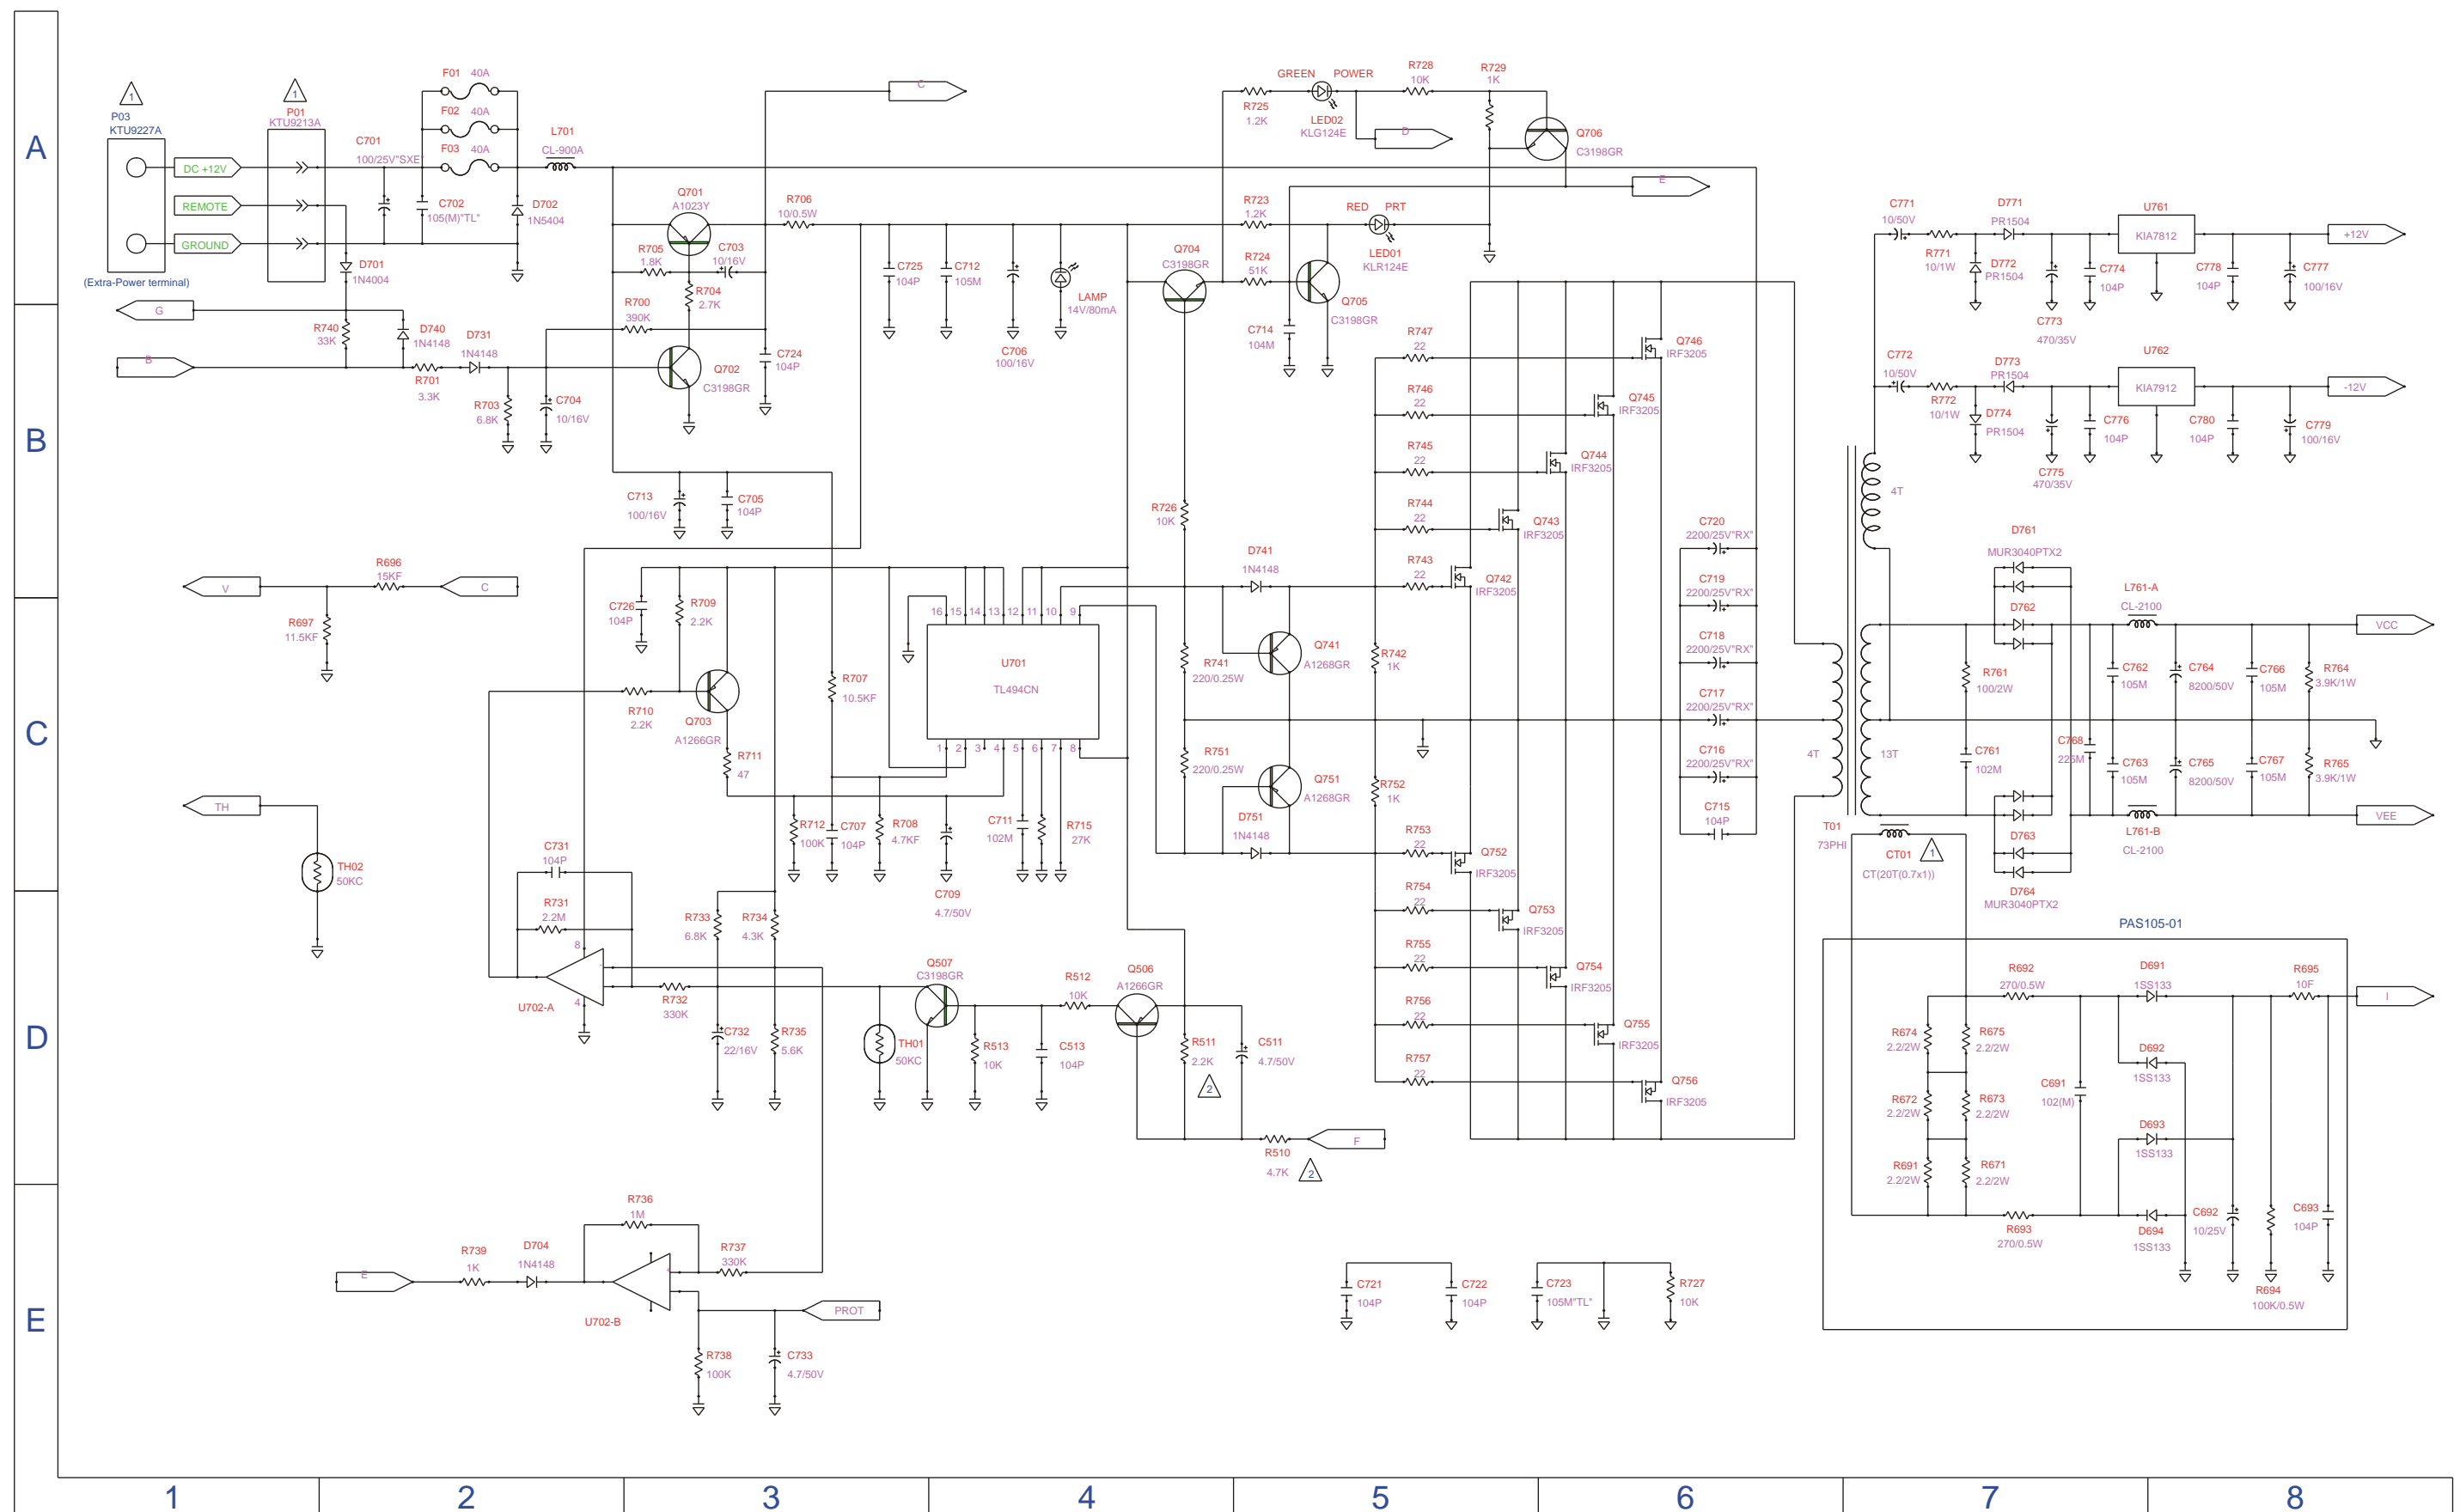 A
B
C
D
E
1
2
3
4
5
6
7
8
1
P03
KTU9227A
(Extra-Power terminal)
DC +12V
REMOTE
GROUND
1
P01
KTU9213A
F01 40A
F02 40A
F03 40A
C701
100/25V"SXE"
C702
105(M)"TL"
D702
1N5404
L701
CL-900A
D701
1N4004
G
B
R740
33K
D740
1N4148
R701
3.3K
D731
1N4148
R703
6.8K
C704
10/16V
Q701
A1023Y
R705
1.8K
C703
10/16V
R704
2.7K
R700
390K
Q702
C3198GR
C724
104P
R706
10/0.5W
C
C725
104P
C712
105M
C706
100/16V
LAMP
14V/80mA
Q704
C3198GR
GREEN POWER
R725
1.2K
LED02
KLG124E
R728
10K
R729
1K
D
Q706
C3198GR
E
R723
1.2K
RED PRT
LED01
KLR124E
R724
51K
Q705
C3198GR
C714
104M
C713
100/16V
C705
104P
R726
10K
R747
22
R746
22
R745
22
R744
22
R743
22
Q746
IRF3205
Q745
IRF3205
Q744
IRF3205
Q743
IRF3205
Q742
IRF3205
C771
10/50V
R771
10/1W
D771
PR1504
D772
PR1504
C773
470/35V
C774
104P
U761
KIA7812
C778
104P
C777
100/16V
+12V
C772
10/50V
R772
10/1W
D773
PR1504
D774
PR1504
C775
470/35V
C776
104P
U762
KIA7912
C780
104P
C779
100/16V
-12V
V
R696
15KF
C
R697
11.5KF
C726
104P
R709
2.2K
R710
2.2K
Q703
A1266GR
R711
47
R707
10.5KF
16 15 14 13 12 11 10 9
U701
TL494CN
1 2 3 4 5 6 7 8
D741
1N4148
Q741
A1268GR
R741
220/0.25W
R742
1K
R751
220/0.25W
Q751
A1268GR
R752
1K
D751
1N4148
C720
2200/25V"RX"
C719
2200/25V"RX"
C718
2200/25V"RX"
C717
2200/25V"RX"
C716
2200/25V"RX"
C715
104P
4T
4T
13T
T01
73PHI
CT01
1
CT(20T(0.7x1))
D761
MUR3040PTX2
D762
D763
D764
MUR3040PTX2
R761
100/2W
C761
102M
C768
225M
L761-A
CL-2100
L761-B
CL-2100
C762
105M
C763
105M
C764
8200/50V
C765
8200/50V
C766
105M
C767
105M
R764
3.9K/1W
R765
3.9K/1W
VCC
VEE
TH
TH02
50KC
C731
104P
R731
2.2M
8
4
U702-A
R712
100K
C707
104P
R708
4.7KF
C709
4.7/50V
C711
102M
R715
27K
R733
6.8K
R734
4.3K
R732
330K
C732
22/16V
R735
5.6K
TH01
50KC
Q507
C3198GR
R513
10K
R512
10K
C513
104P
Q506
A1266GR
R511
2.2K
2
C511
4.7/50V
R510
4.7K
2
F
R753
22
R754
22
R755
22
R756
22
R757
22
Q752
IRF3205
Q753
IRF3205
Q754
IRF3205
Q755
IRF3205
Q756
IRF3205
PAS105-01
R692
270/0.5W
D691
1SS133
R695
10F
I
R674
2.2/2W
R675
2.2/2W
D692
1SS133
C691
102(M)
R672
2.2/2W
R673
2.2/2W
D693
1SS133
R691
2.2/2W
R671
2.2/2W
R693
270/0.5W
D694
1SS133
C692
10/25V
R694
100K/0.5W
C693
104P
E
R739
1K
D704
1N4148
R736
1M
R737
330K
U702-B
PROT
R738
100K
C733
4.7/50V
C721
104P
C722
104P
C723
105M"TL"
R727
10K